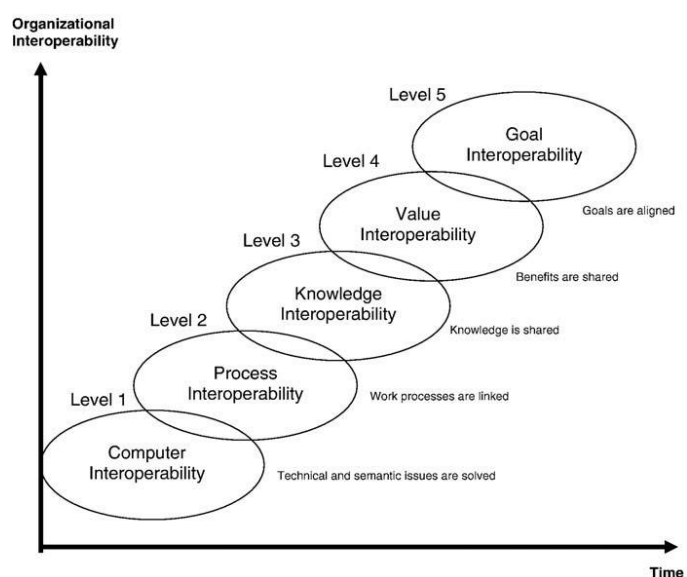 Organizational
Interoperability
Level 5
Goal
Interoperability
Goals are aligned
Level 4
Value
Interoperability
Benefits are shared
Level 3
Knowledge
Interoperability
Knowledge is shared
Level 2
Process
Interoperability
Work processes are linked
Level 1
Computer
Interoperability
Technical and semantic issues are solved
Time